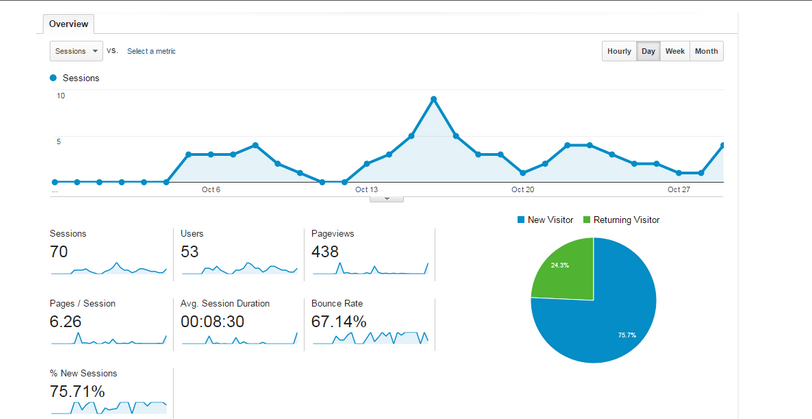 Overview
Sessions VS. Select a metric
Hourly Day Week Month
Sessions
10
5
... Oct 6 Oct 13 Oct 20 Oct 27
New Visitor Returning Visitor
Sessions Users Pageviews
70 53 438
24.3%
75.7%
Pages / Session Avg. Session Duration Bounce Rate
6.26 00:08:30 67.14%
% New Sessions
75.71%